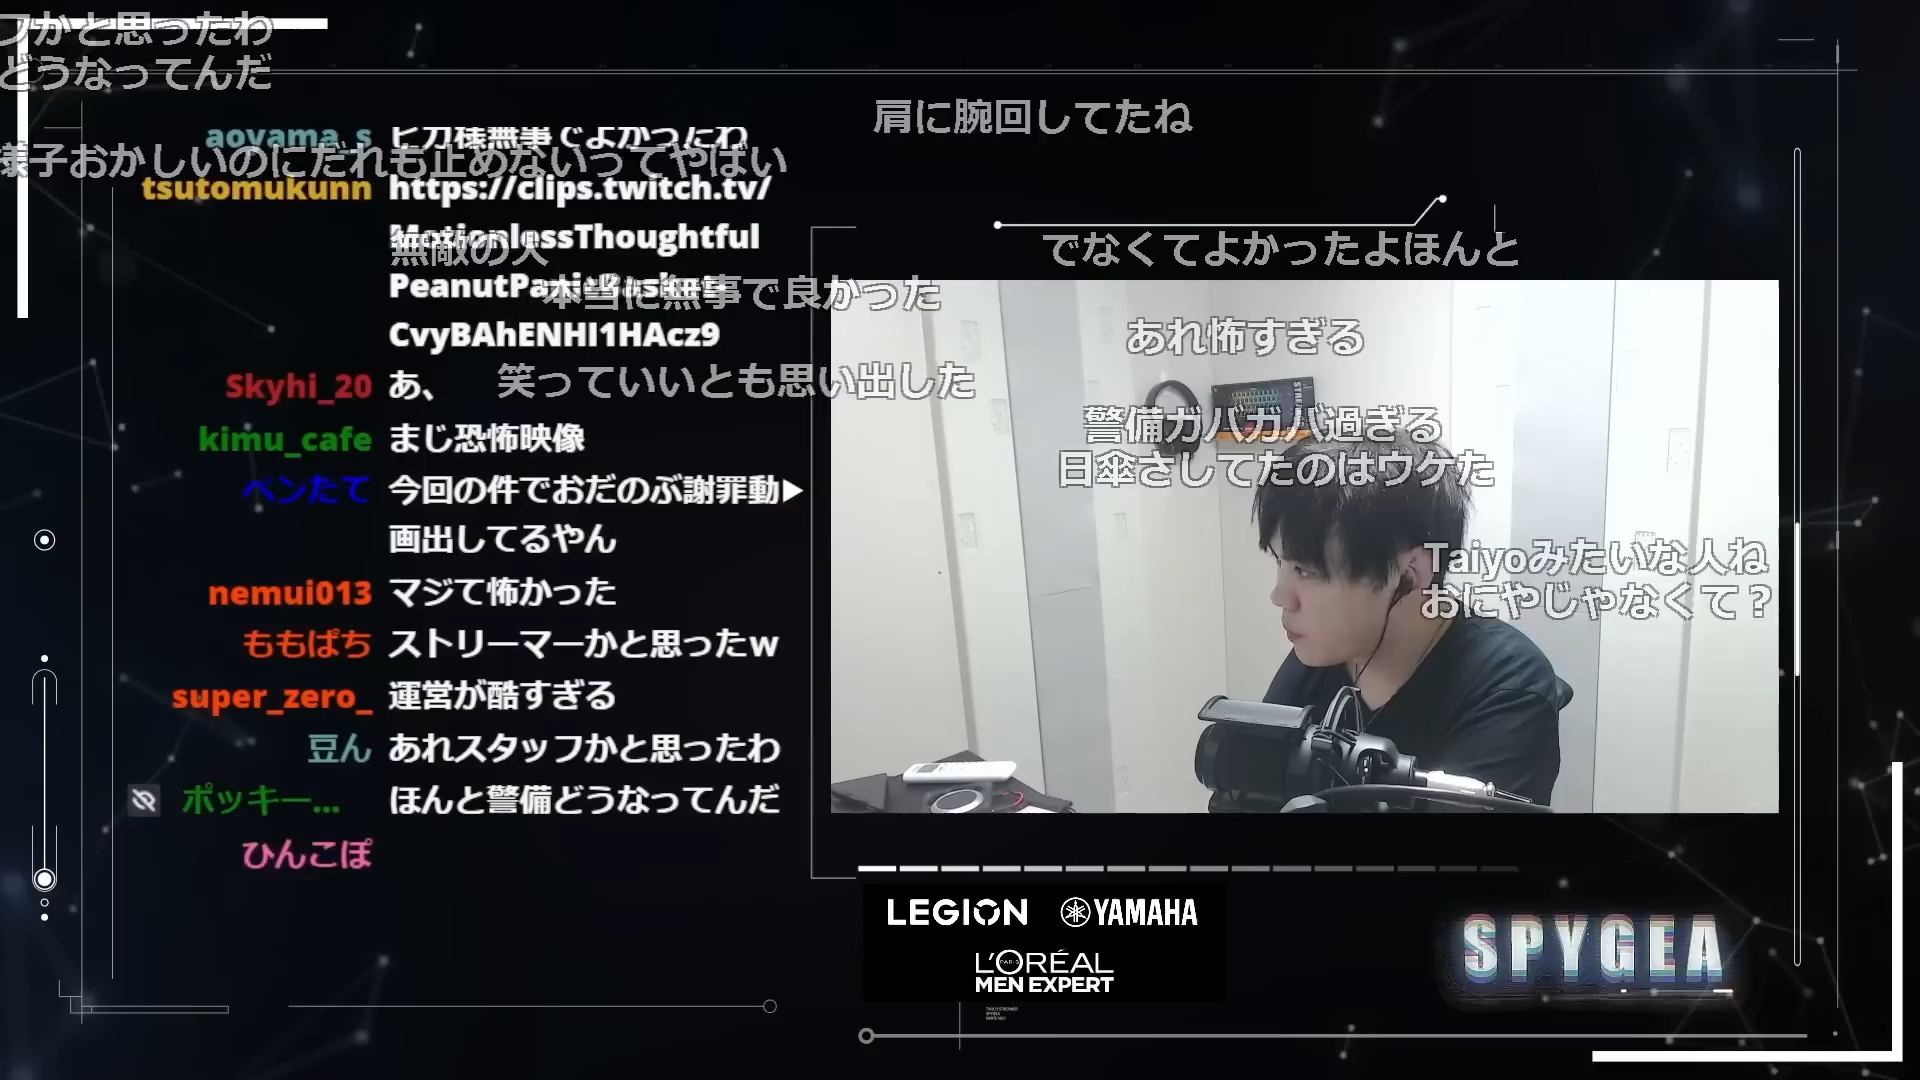 フかと思ったわ
どうなってんだ
肩に腕回してたね
aoyama_s ヒカ様無事でよかったわ
様子おかしいのにだれも止めないってやばい
tsutomukunn https://clips.twitch.tv/
MotionlessThoughtful
無敵の人
でなくてよかったよほんと
本当に無事で良かった
CvyBAhENHI1HAcz9
あれ怖すぎる
Skyhi_20 あ、
笑っていいとも思い出した
警備ガバガバ過ぎる
kimu_cafe まじ恐怖映像
日傘さしてたのはウケた
ペンたて 今回の件でおだのぶ謝罪動▶
画出してるやん
Taiyoみたいな人ね
nemui013 マジて怖かった
おにやじゃなくて？
ももぱち ストリーマーかと思ったw
super_zero_ 運営が酷すぎる
豆ん あれスタッフかと思ったわ
ポッキー... ほんと警備どうなってんだ
ひんこぽ
LEGION YAMAHA
L'ORÉAL
PARIS
MEN EXPERT
SPYGEA